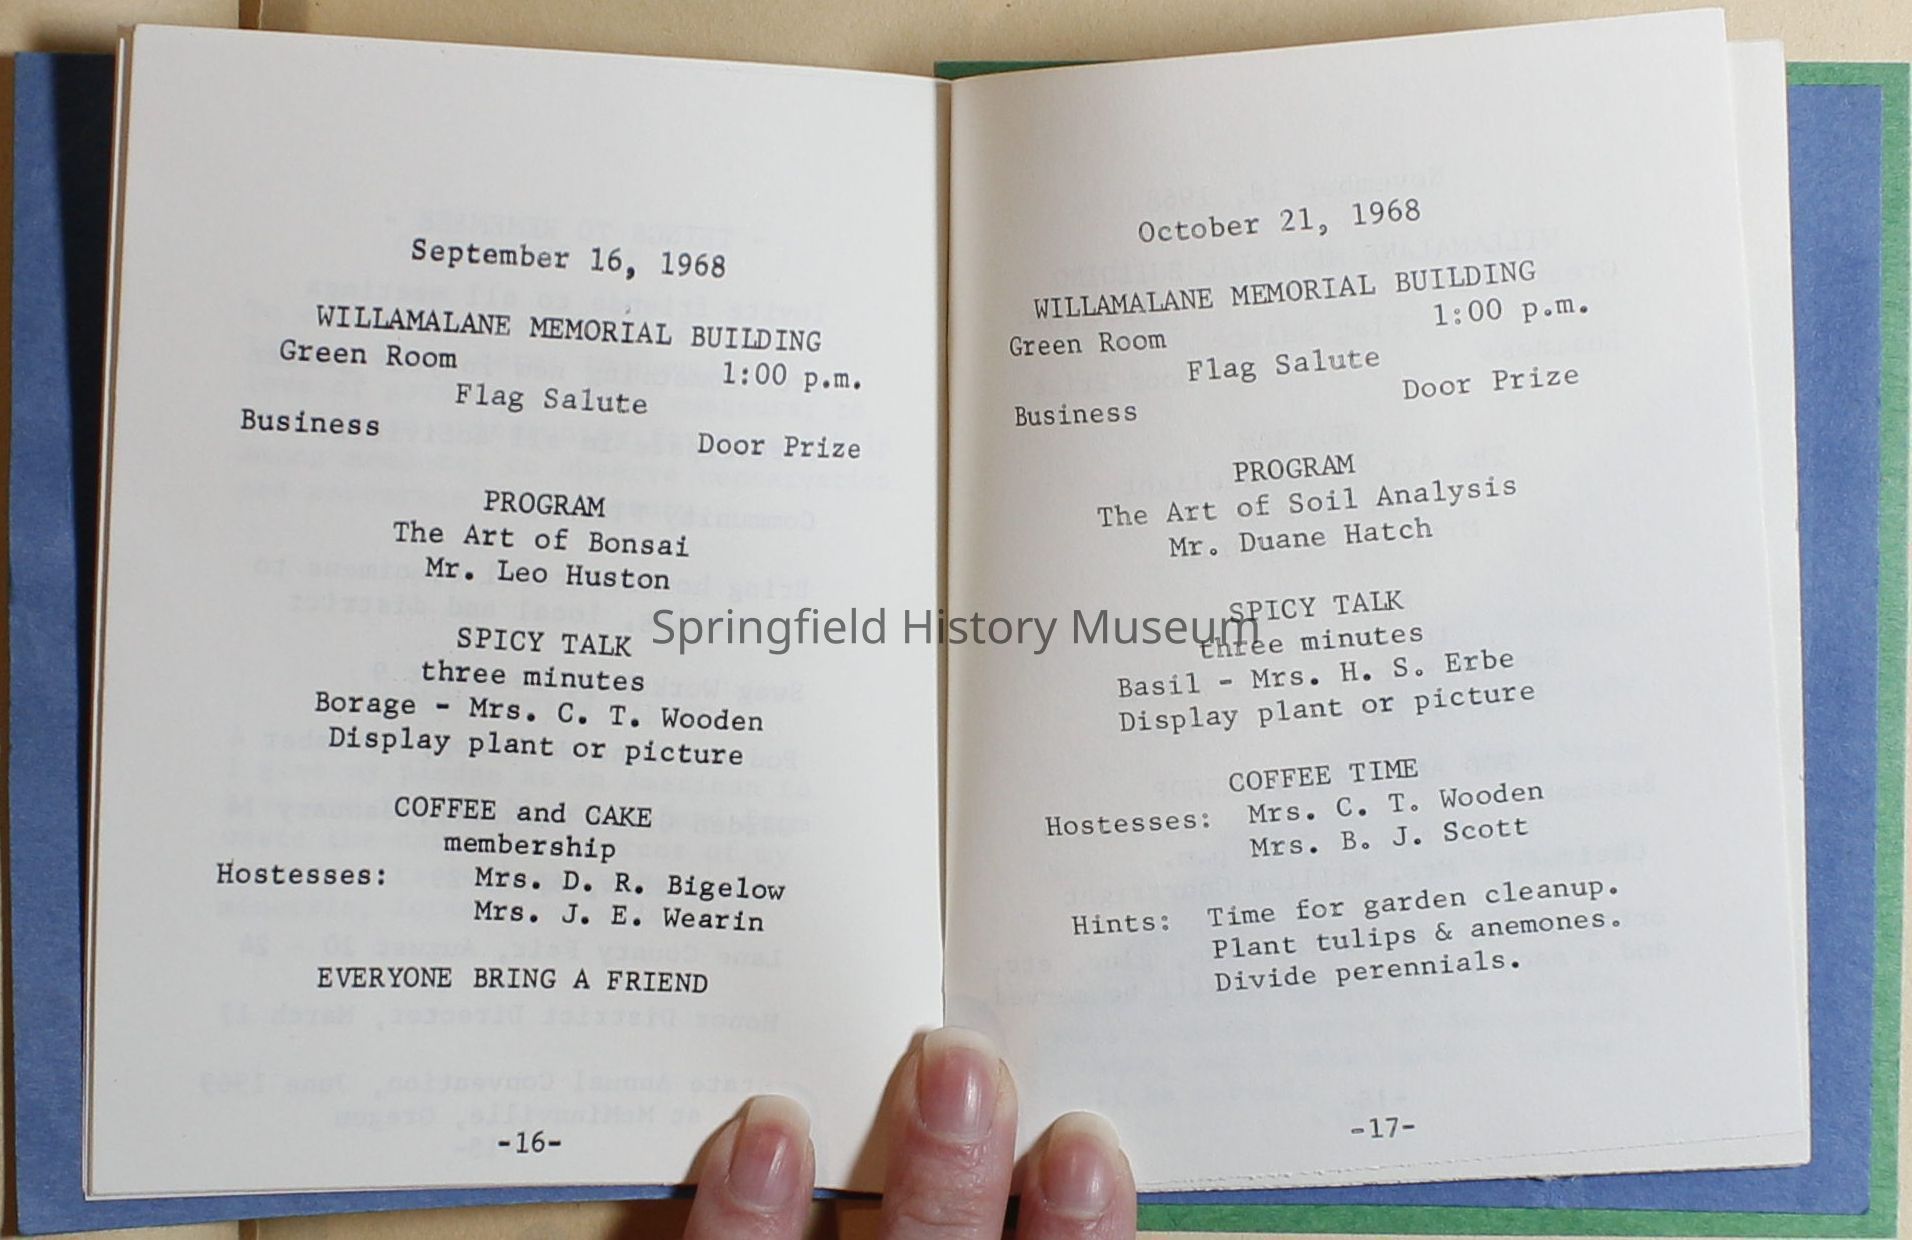 September 16, 1968
WILLAMALANE MEMORIAL BUILDING
Green Room 1:00 p.m.
Flag Salute
Business Door Prize
PROGRAM
The Art of Bonsai
Mr. Leo Huston
SPICY TALK
three minutes
Borage - Mrs. C. T. Wooden
Display plant or picture
COFFEE and CAKE
membership
Hostesses: Mrs. D. R. Bigelow
Mrs. J. E. Wearin
EVERYONE BRING A FRIEND
-16-
October 21, 1968
WILLAMALANE MEMORIAL BUILDING
Green Room 1:00 p.m.
Flag Salute
Business Door Prize
PROGRAM
The Art of Soil Analysis
Mr. Duane Hatch
SPICY TALK
three minutes
Basil - Mrs. H. S. Erbe
Display plant or picture
COFFEE TIME
Hostesses: Mrs. C. T. Wooden
Mrs. B. J. Scott
Hints: Time for garden cleanup.
Plant tulips & anemones.
Divide perennials.
-17-
Springfield History Museum